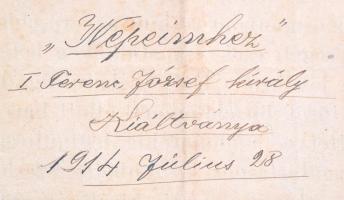 „Népeimhez”
I Ferenc József király
Kiáltványa
1914 Július 28